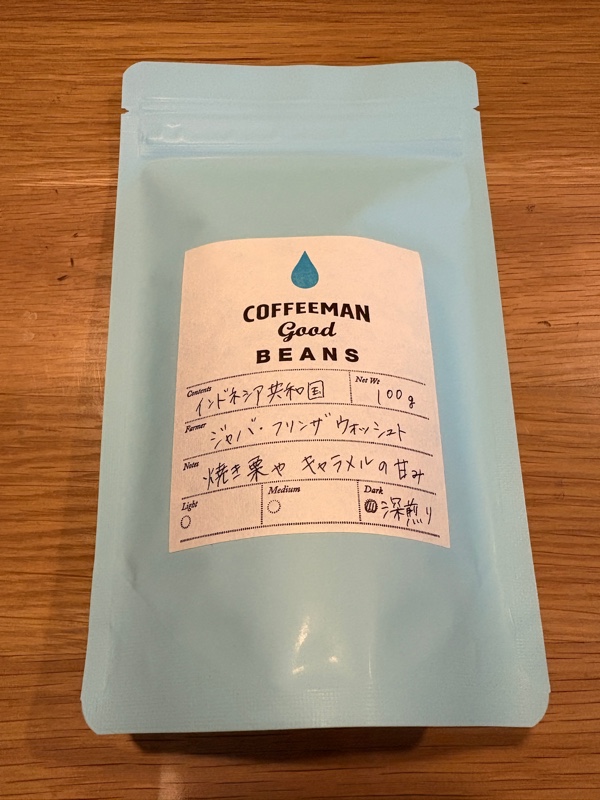 COFFEEMAN
Good
BEANS
Contents インドネシア共和国 Net Wt 100g
Farmer ジャバ・フリンザ ウォッシュト
Notes 焼き栗や キャラメルの甘み
Light Medium Dark 深煎り